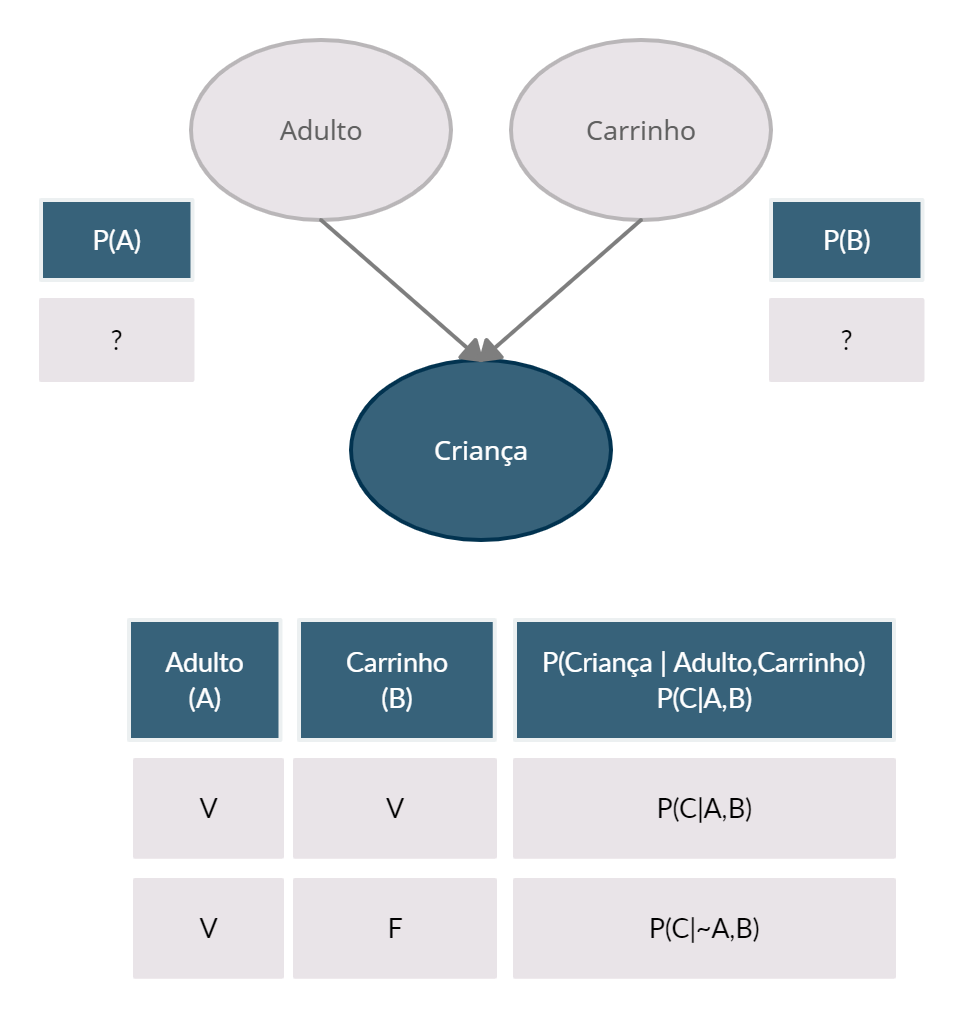 Adulto
Carrinho
P(A)
P(B)
?
?
Criança
Adulto
(A)
Carrinho
(B)
P(Criança | Adulto,Carrinho)
P(C|A,B)
V
V
P(C|A,B)
V
F
P(C|~A,B)